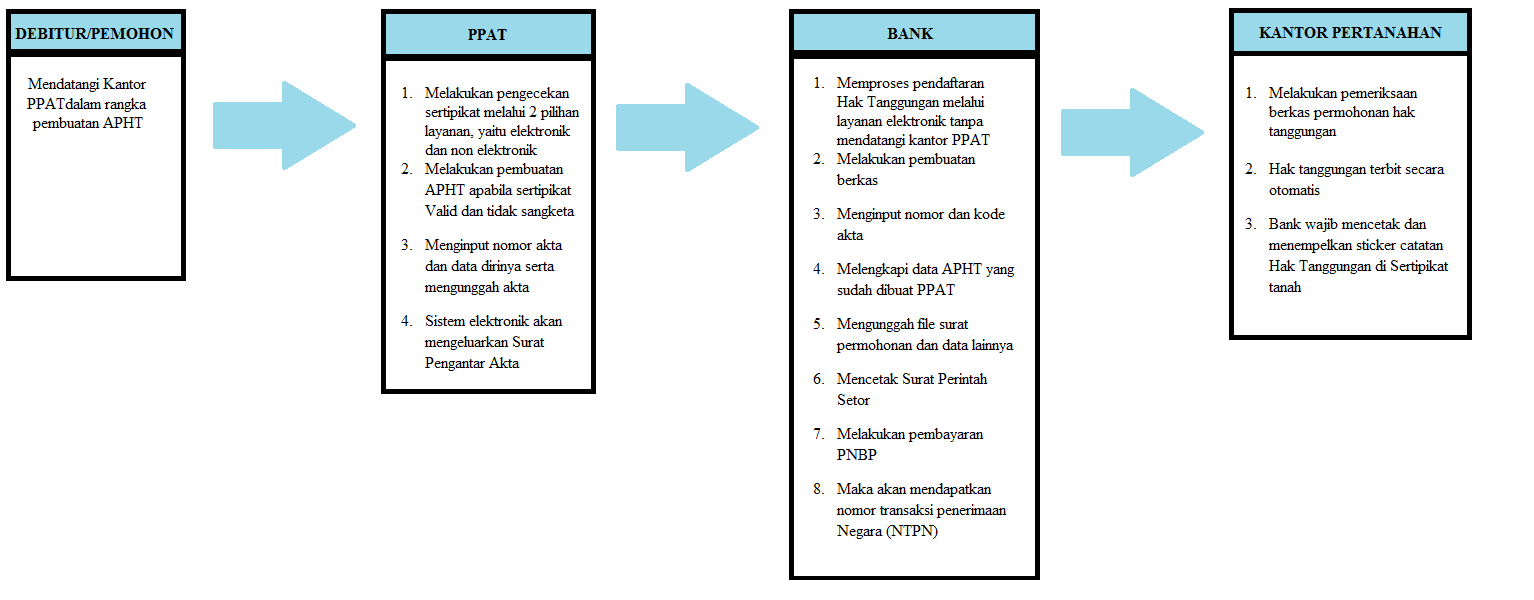 DEBITUR/PEMOHON
Mendatangi Kantor
PPATdalam rangka
pembuatan APHT
PPAT
1. Melakukan pengecekan
sertipikat melalui 2 pilihan
layanan, yaitu elektronik
dan non elektronik
2. Melakukan pembuatan
APHT apabila sertipikat
Valid dan tidak sangketa
3. Menginput nomor akta
dan data dirinya serta
mengunggah akta
4. Sistem elektronik akan
mengeluarkan Surat
Pengantar Akta
BANK
1. Memproses pendaftaran
Hak Tanggungan melalui
layanan elektronik tanpa
mendatangi kantor PPAT
2. Melakukan pembuatan
berkas
3. Menginput nomor dan kode
akta
4. Melengkapi data APHT yang
sudah dibuat PPAT
5. Mengunggah file surat
permohonan dan data lainnya
6. Mencetak Surat Perintah
Setor
7. Melakukan pembayaran
PNBP
8. Maka akan mendapatkan
nomor transaksi penerimaan
Negara (NTPN)
KANTOR PERTANAHAN
1. Melakukan pemeriksaan
berkas permohonan hak
tanggungan
2. Hak tanggungan terbit secara
otomatis
3. Bank wajib mencetak dan
menempelkan sticker catatan
Hak Tanggungan di Sertipikat
tanah